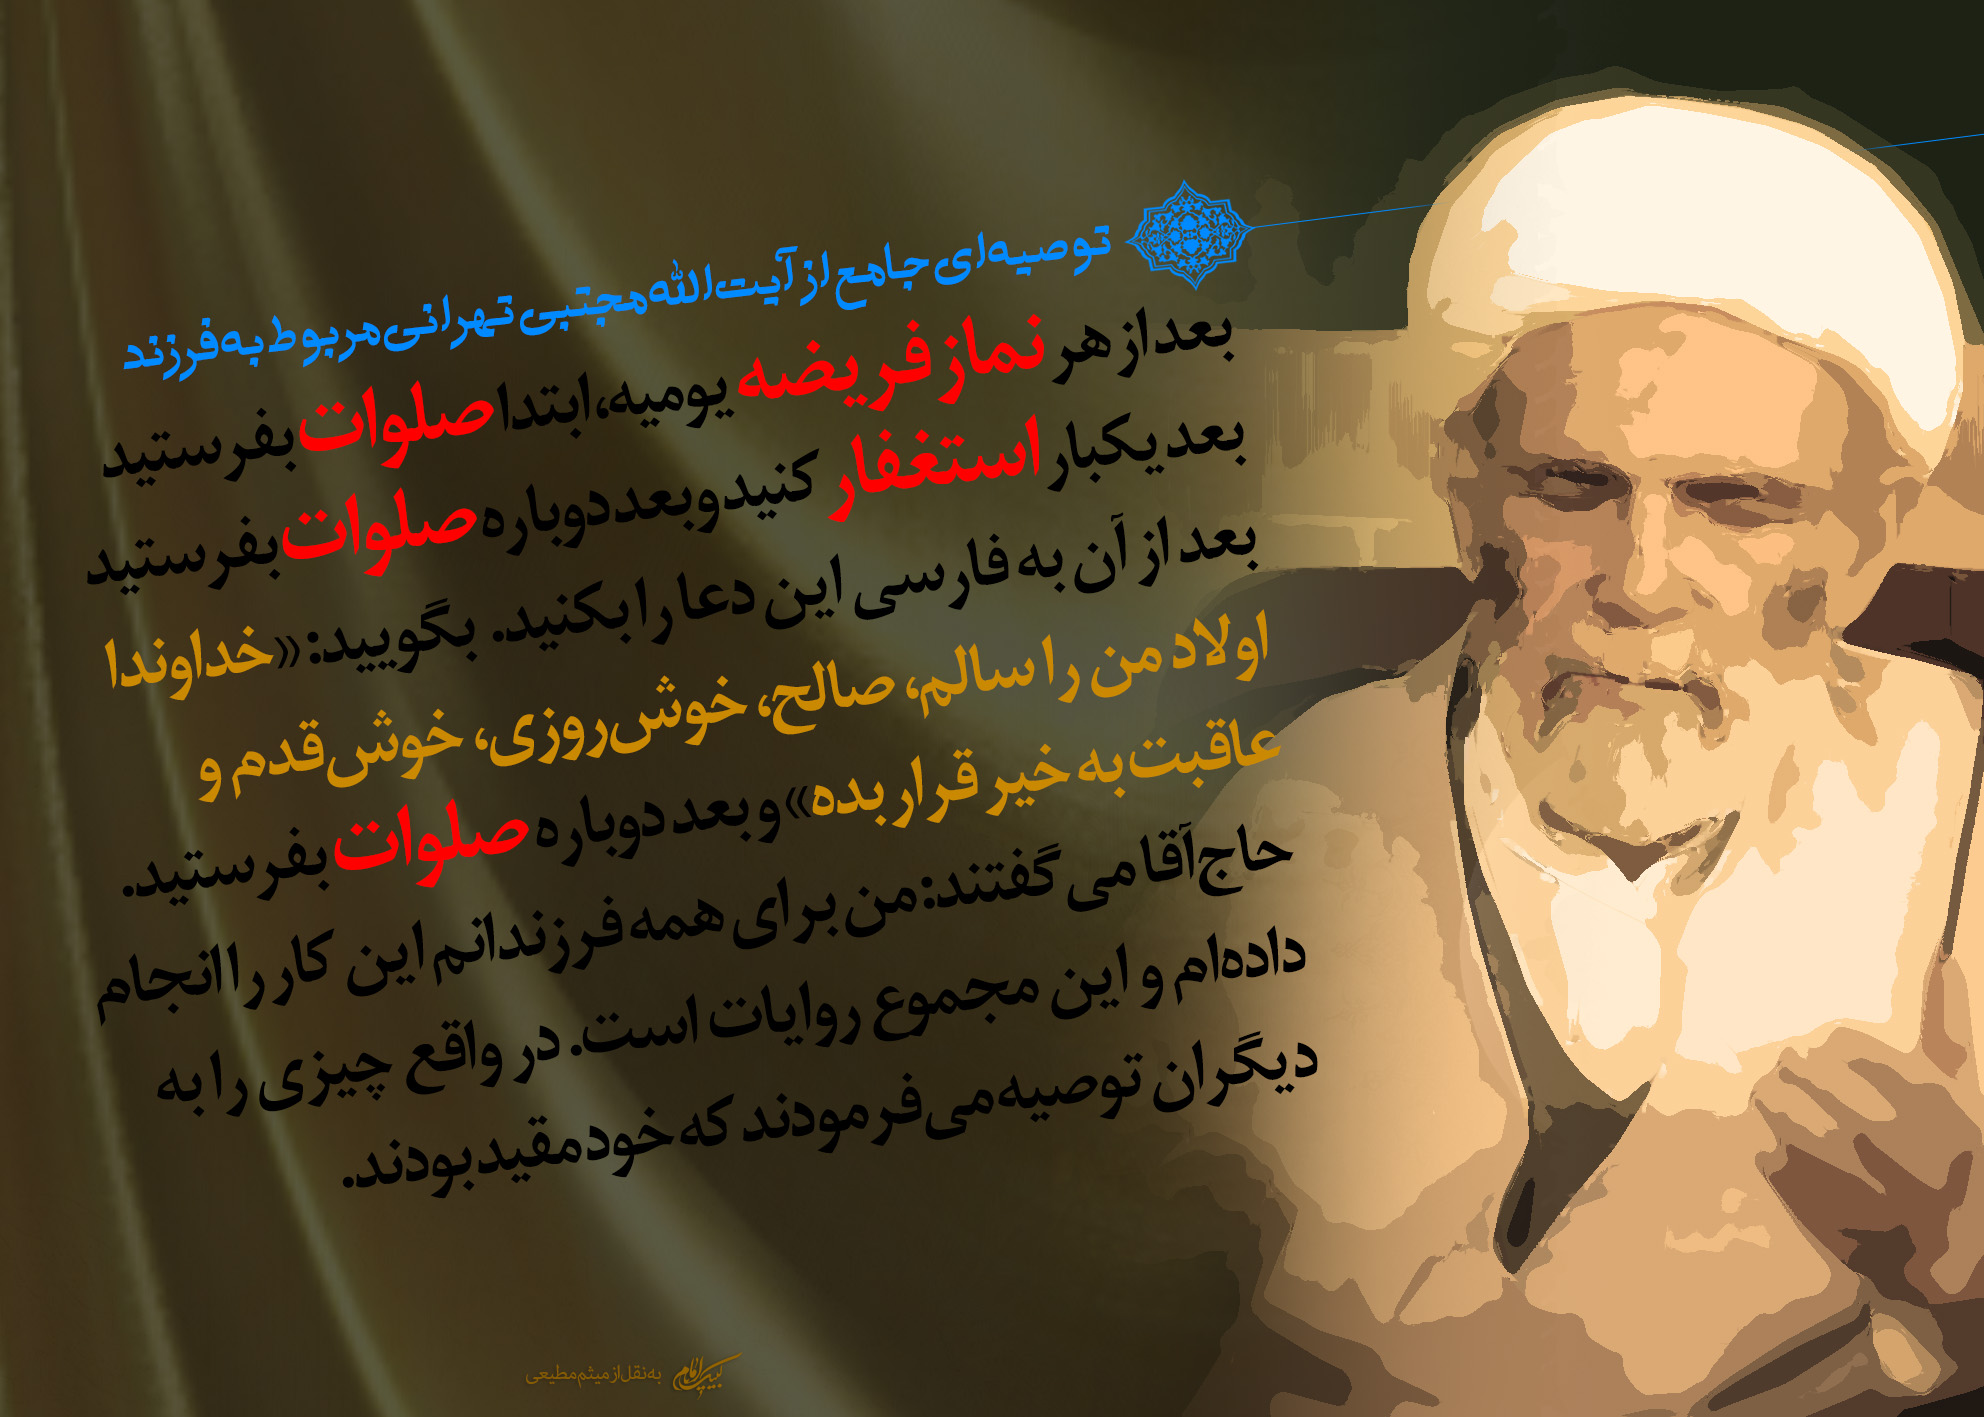 توصیه‌ای جامع از آیت‌الله مجتبی تهرانی مربوط به فرزند
بعد از هر نماز فریضه یومیه، ابتدا صلوات بفرستید
بعد یکبار استغفار کنید و بعد دوباره صلوات بفرستید
بعد از آن به فارسی این دعا را بکنید. بگویید: «خداوندا
اولاد من را سالم، صالح، خوش‌روزی، خوش‌قدم و
عاقبت به خیر قرار بده» و بعد دوباره صلوات بفرستید.
حاج‌آقا می گفتند: من برای همه فرزندانم این کار را انجام
داده‌ام و این مجموع روایات است. در واقع چیزی را به
دیگران توصیه می‌فرمودند که خود مقید بودند.
لبیک امام به نقل از میثم مطیعی